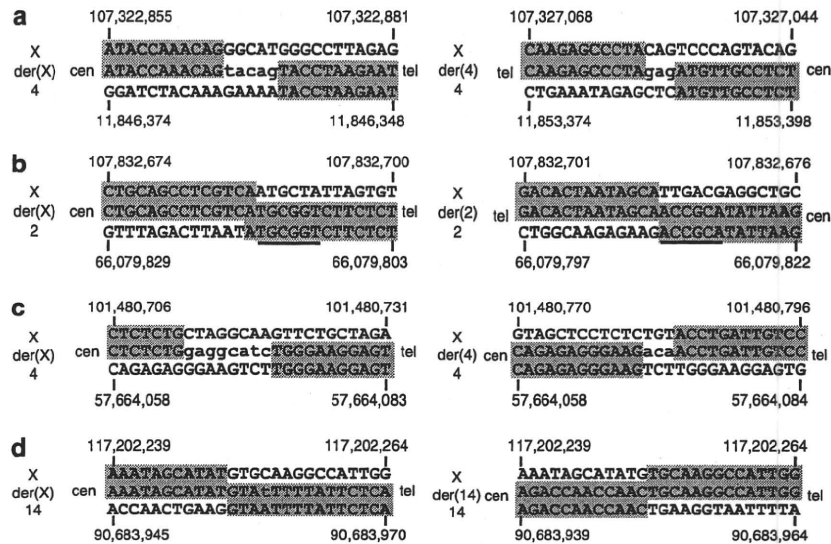 a
107,322,855 107,322,881
X ATACCAAACAGGGCATGGGCCTTAGAG
der(X) cen ATACCAAACAGtacagTACCTAAGAAT tel
4 GGATCTACAAAGAAAATACCTAAGAAT
11,846,374 11,846,348
107,327,068 107,327,044
X CAAGAGCCCTACAGTCCCAGTACAG
der(4) tel CAAGAGCCCTAgagATGTTGCCTCT cen
4 CTGAAATAGAGCTCATGTTGCCTCT
11,853,374 11,853,398
b
107,832,674 107,832,700
X CTGCAGCCTCGTCAATGCTATTAGTGT
der(X) cen CTGCAGCCTCGTCATGCGGTCTTCTCT tel
2 GTTTAGACTTAATATGCGGTCTTCTCT
66,079,829 66,079,803
107,832,701 107,832,676
X GACACTAATAGCATTGACGAGGCTGC
der(2) tel GACACTAATAGCAACCGCATATTAAG cen
2 CTGGCAAGAGAAGACCGCATATTAAG
66,079,797 66,079,822
c
101,480,706 101,480,731
X CTCTCTGCTAGGCAAGTTCTGCTAGA
der(X) cen CTCTCTGgaggcatcTGGGAAGGAGT tel
4 CAGAGAGGGAAGTCTTGGGAAGGAGT
57,664,058 57,664,083
101,480,770 101,480,796
X GTAGCTCCTCTCTGTACCTGATTGTCC
der(4) cen CAGAGAGGGAAGacaACCTGATTGTCC tel
4 CAGAGAGGGAAGTCTTGGGAAGGAGTG
57,664,058 57,664,084
d
117,202,239 117,202,264
X AAATAGCATATGTGCAAGGCCATTGG
der(X) cen AAATAGCATATGTAtTTTTATTCTCA tel
14 ACCAACTGAAGGTAATTTTTATTCTCA
90,683,945 90,683,970
117,202,239 117,202,264
X AAATAGCATATGTGCAAGGCCATTGG
der(14) cen AGACCAACCAACTGCAAGGCCATTGG tel
14 AGACCAACCAACTGAAGGTAATTTTA
90,683,939 90,683,964